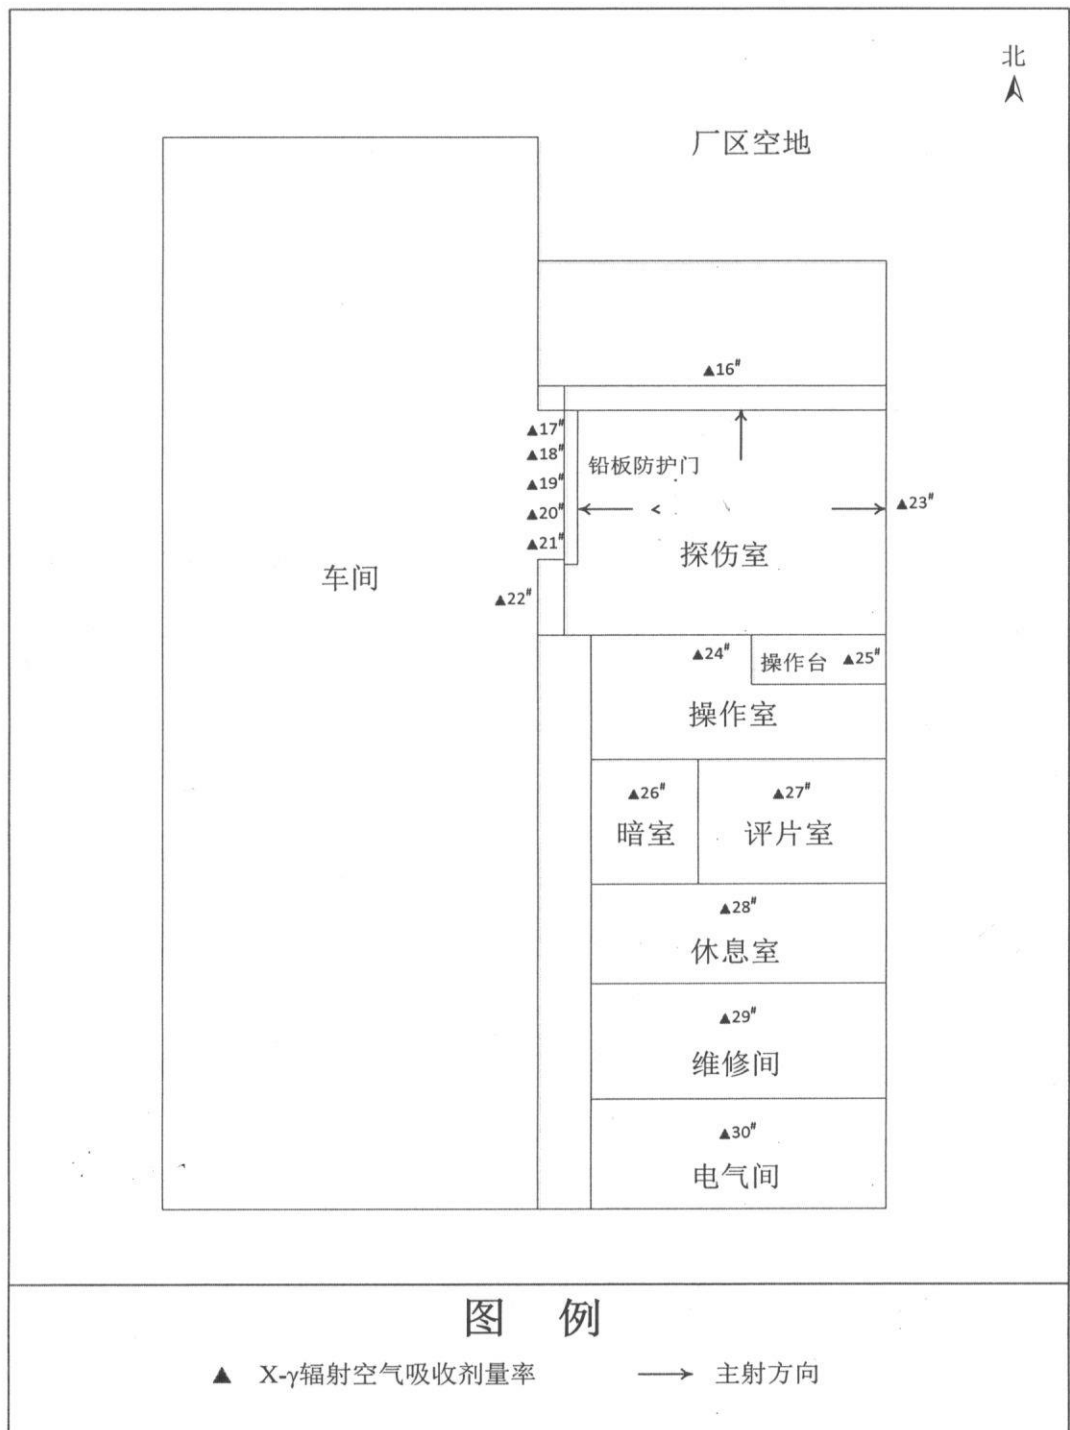 北
厂区空地
▲16#
▲17#
▲18#
铅板防护门
▲19#
▲20#
▲23#
▲21#
探伤室
车间
▲22#
▲24#
操作台 ▲25#
操作室
▲26#
▲27#
暗室
评片室
▲28#
休息室
▲29#
维修间
▲30#
电气间
图 例
▲ X-γ辐射空气吸收剂量率
主射方向